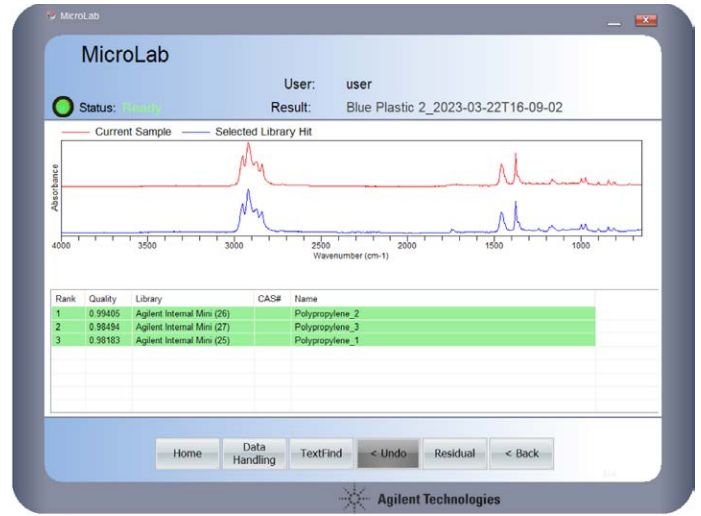 MicroLab
MicroLab
User: user
Status: Ready Result: Blue Plastic 2_2023-03-22T16-09-02
Current Sample Selected Library Hit
Absorbance
4000 3500 3000 2500 2000 1500 1000
Wavenumber (cm-1)
Rank Quality Library CAS# Name
1 0.99405 Agilent Internal Mini (26) Polypropylene_2
2 0.98494 Agilent Internal Mini (27) Polypropylene_3
3 0.98183 Agilent Internal Mini (25) Polypropylene_1
Home Data Handling TextFind < Undo Residual < Back
Agilent Technologies